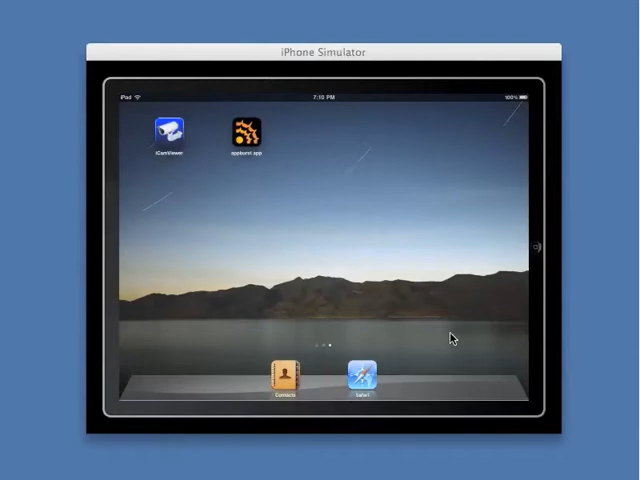 iPhone Simulator
iPad
7:10 PM
100%
iCamViewer
appburst app
Contacts
Safari